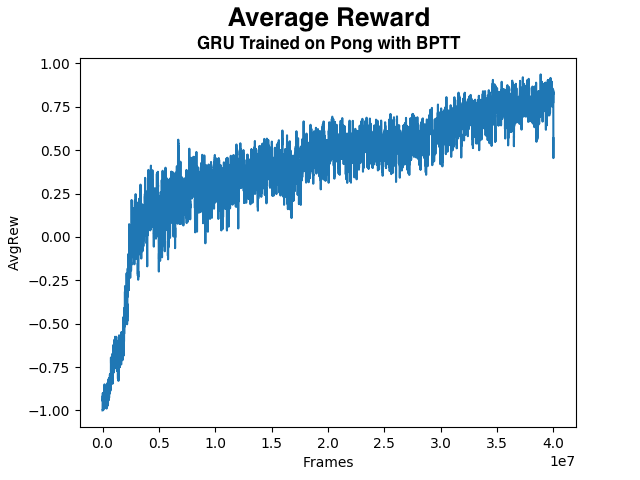 Average Reward
GRU Trained on Pong with BPTT
1.00
0.75
0.50
0.25
0.00
−0.25
−0.50
−0.75
−1.00
AvgRew
0.0 0.5 1.0 1.5 2.0 2.5 3.0 3.5 4.0
1e7
Frames